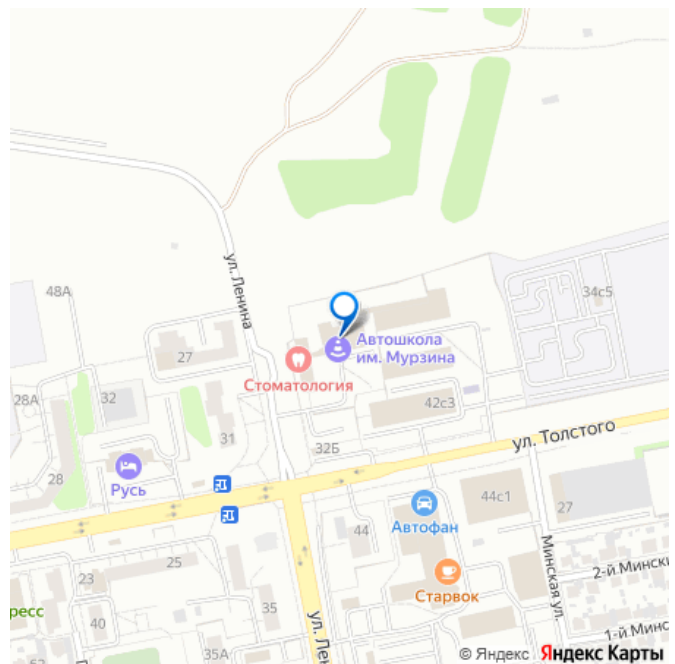 ул. Ленина
48А
34с5
27
Автошкола
им. Мурзина
Стоматология
28А
32
42с3
31
32Б
ул. Толстого
28
Русь
44с1
27
Автофан
44
25
Минская ул.
2-й Мински
23
Старвок
ресс
40
35
ул. Лен
1-й Минс
35А
© Яндекс Яндекс Карты